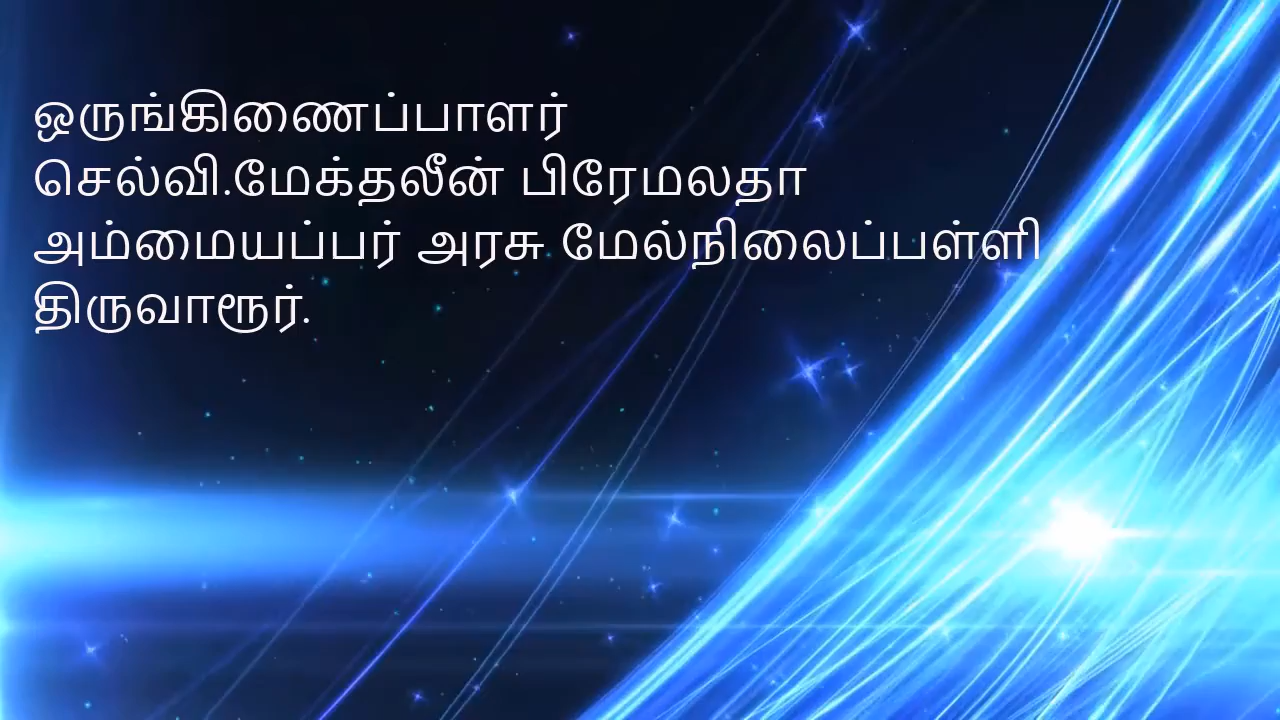 ஒருங்கிணைப்பாளர்
செல்வி.மேக்தலீன் பிரேமலதா
அம்மையப்பர் அரசு மேல்நிலைப்பள்ளி
திருவாரூர்.